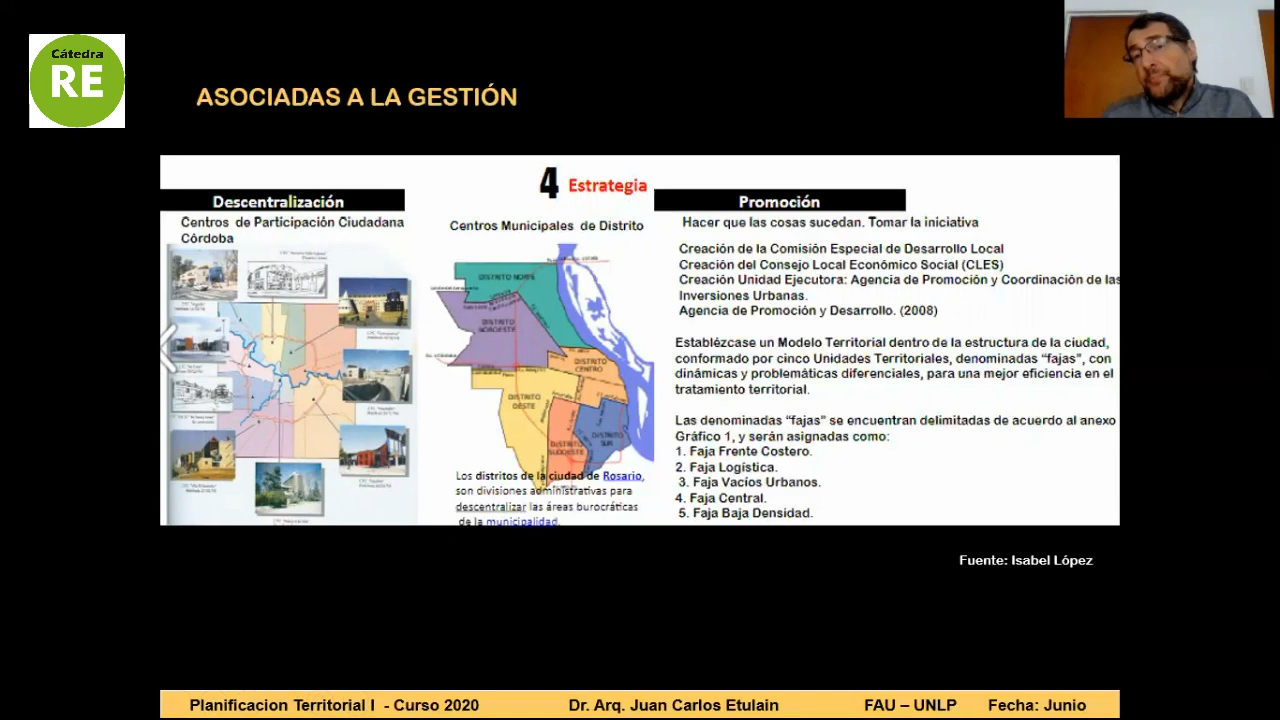 Cátedra
RE
ASOCIADAS A LA GESTIÓN
4 Estrategia
Descentralización
Centros de Participación Ciudadana
Córdoba
Centros Municipales de Distrito
DISTRITO NORTE
DISTRITO
NOROESTE
DISTRITO
CENTRO
DISTRITO
OESTE
DISTRITO
SUDOESTE
DISTRITO
SUR
Los distritos de la ciudad de Rosario,
son divisiones administrativas para
descentralizar las áreas burocráticas
de la municipalidad.
Promoción
Hacer que las cosas sucedan. Tomar la iniciativa
Creación de la Comisión Especial de Desarrollo Local
Creación del Consejo Local Económico Social (CLES)
Creación Unidad Ejecutora: Agencia de Promoción y Coordinación de las
Inversiones Urbanas.
Agencia de Promoción y Desarrollo. (2008)
Establézcase un Modelo Territorial dentro de la estructura de la ciudad,
conformado por cinco Unidades Territoriales, denominadas “fajas”, con
dinámicas y problemáticas diferenciales, para una mejor eficiencia en el
tratamiento territorial.
Las denominadas “fajas” se encuentran delimitadas de acuerdo al anexo
Gráfico 1, y serán asignadas como:
1. Faja Frente Costero.
2. Faja Logística.
3. Faja Vacíos Urbanos.
4. Faja Central.
5. Faja Baja Densidad.
Fuente: Isabel López
Planificacion Territorial I - Curso 2020 Dr. Arq. Juan Carlos Etulain FAU – UNLP Fecha: Junio